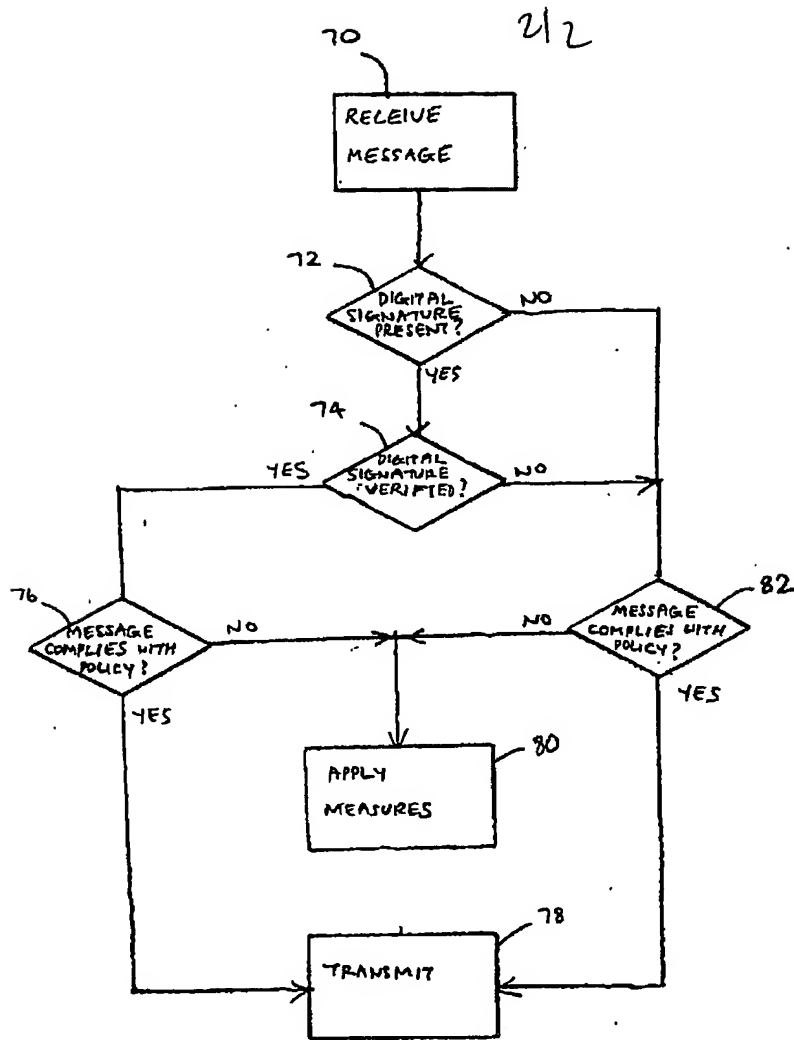 2/2
70
RECEIVE
MESSAGE
72
DIGITAL
SIGNATURE
PRESENT?
NO
YES
74
DIGITAL
SIGNATURE
VERIFIED?
YES
NO
76
MESSAGE
COMPLIES WITH
POLICY?
NO
YES
82
MESSAGE
COMPLIES WITH
POLICY?
NO
YES
80
APPLY
MEASURES
78
TRANSMIT